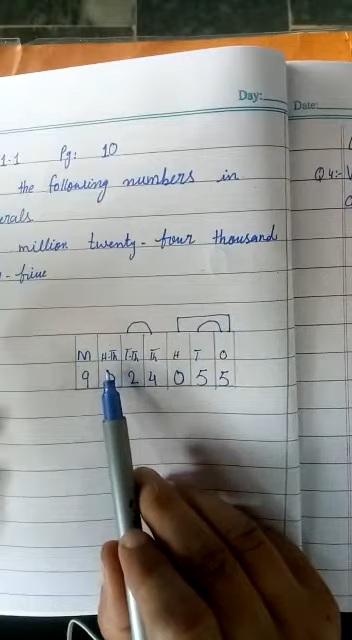 Day:
Date:
1.1 Pg: 10
the following numbers in
erals
million twenty-four thousand
- five
Q4:-
M H-Th T-Th Th H T O
9 2 4 0 5 5